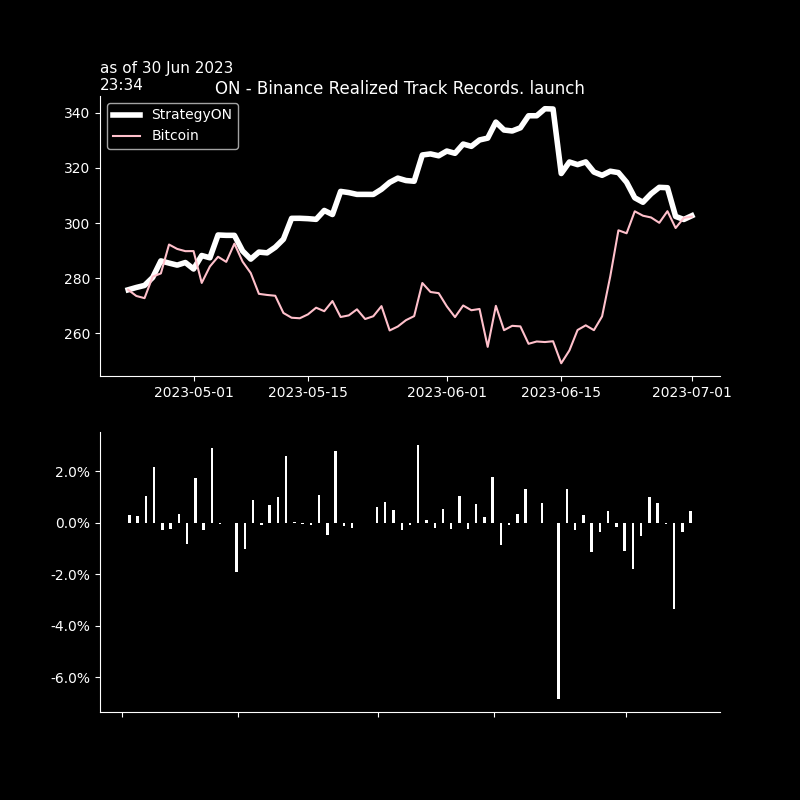 as of 30 Jun 2023
23:34
ON - Binance Realized Track Records. launch
StrategyON
Bitcoin
340
320
300
280
260
2023-05-01 2023-05-15 2023-06-01 2023-06-15 2023-07-01
2.0%
0.0%
-2.0%
-4.0%
-6.0%